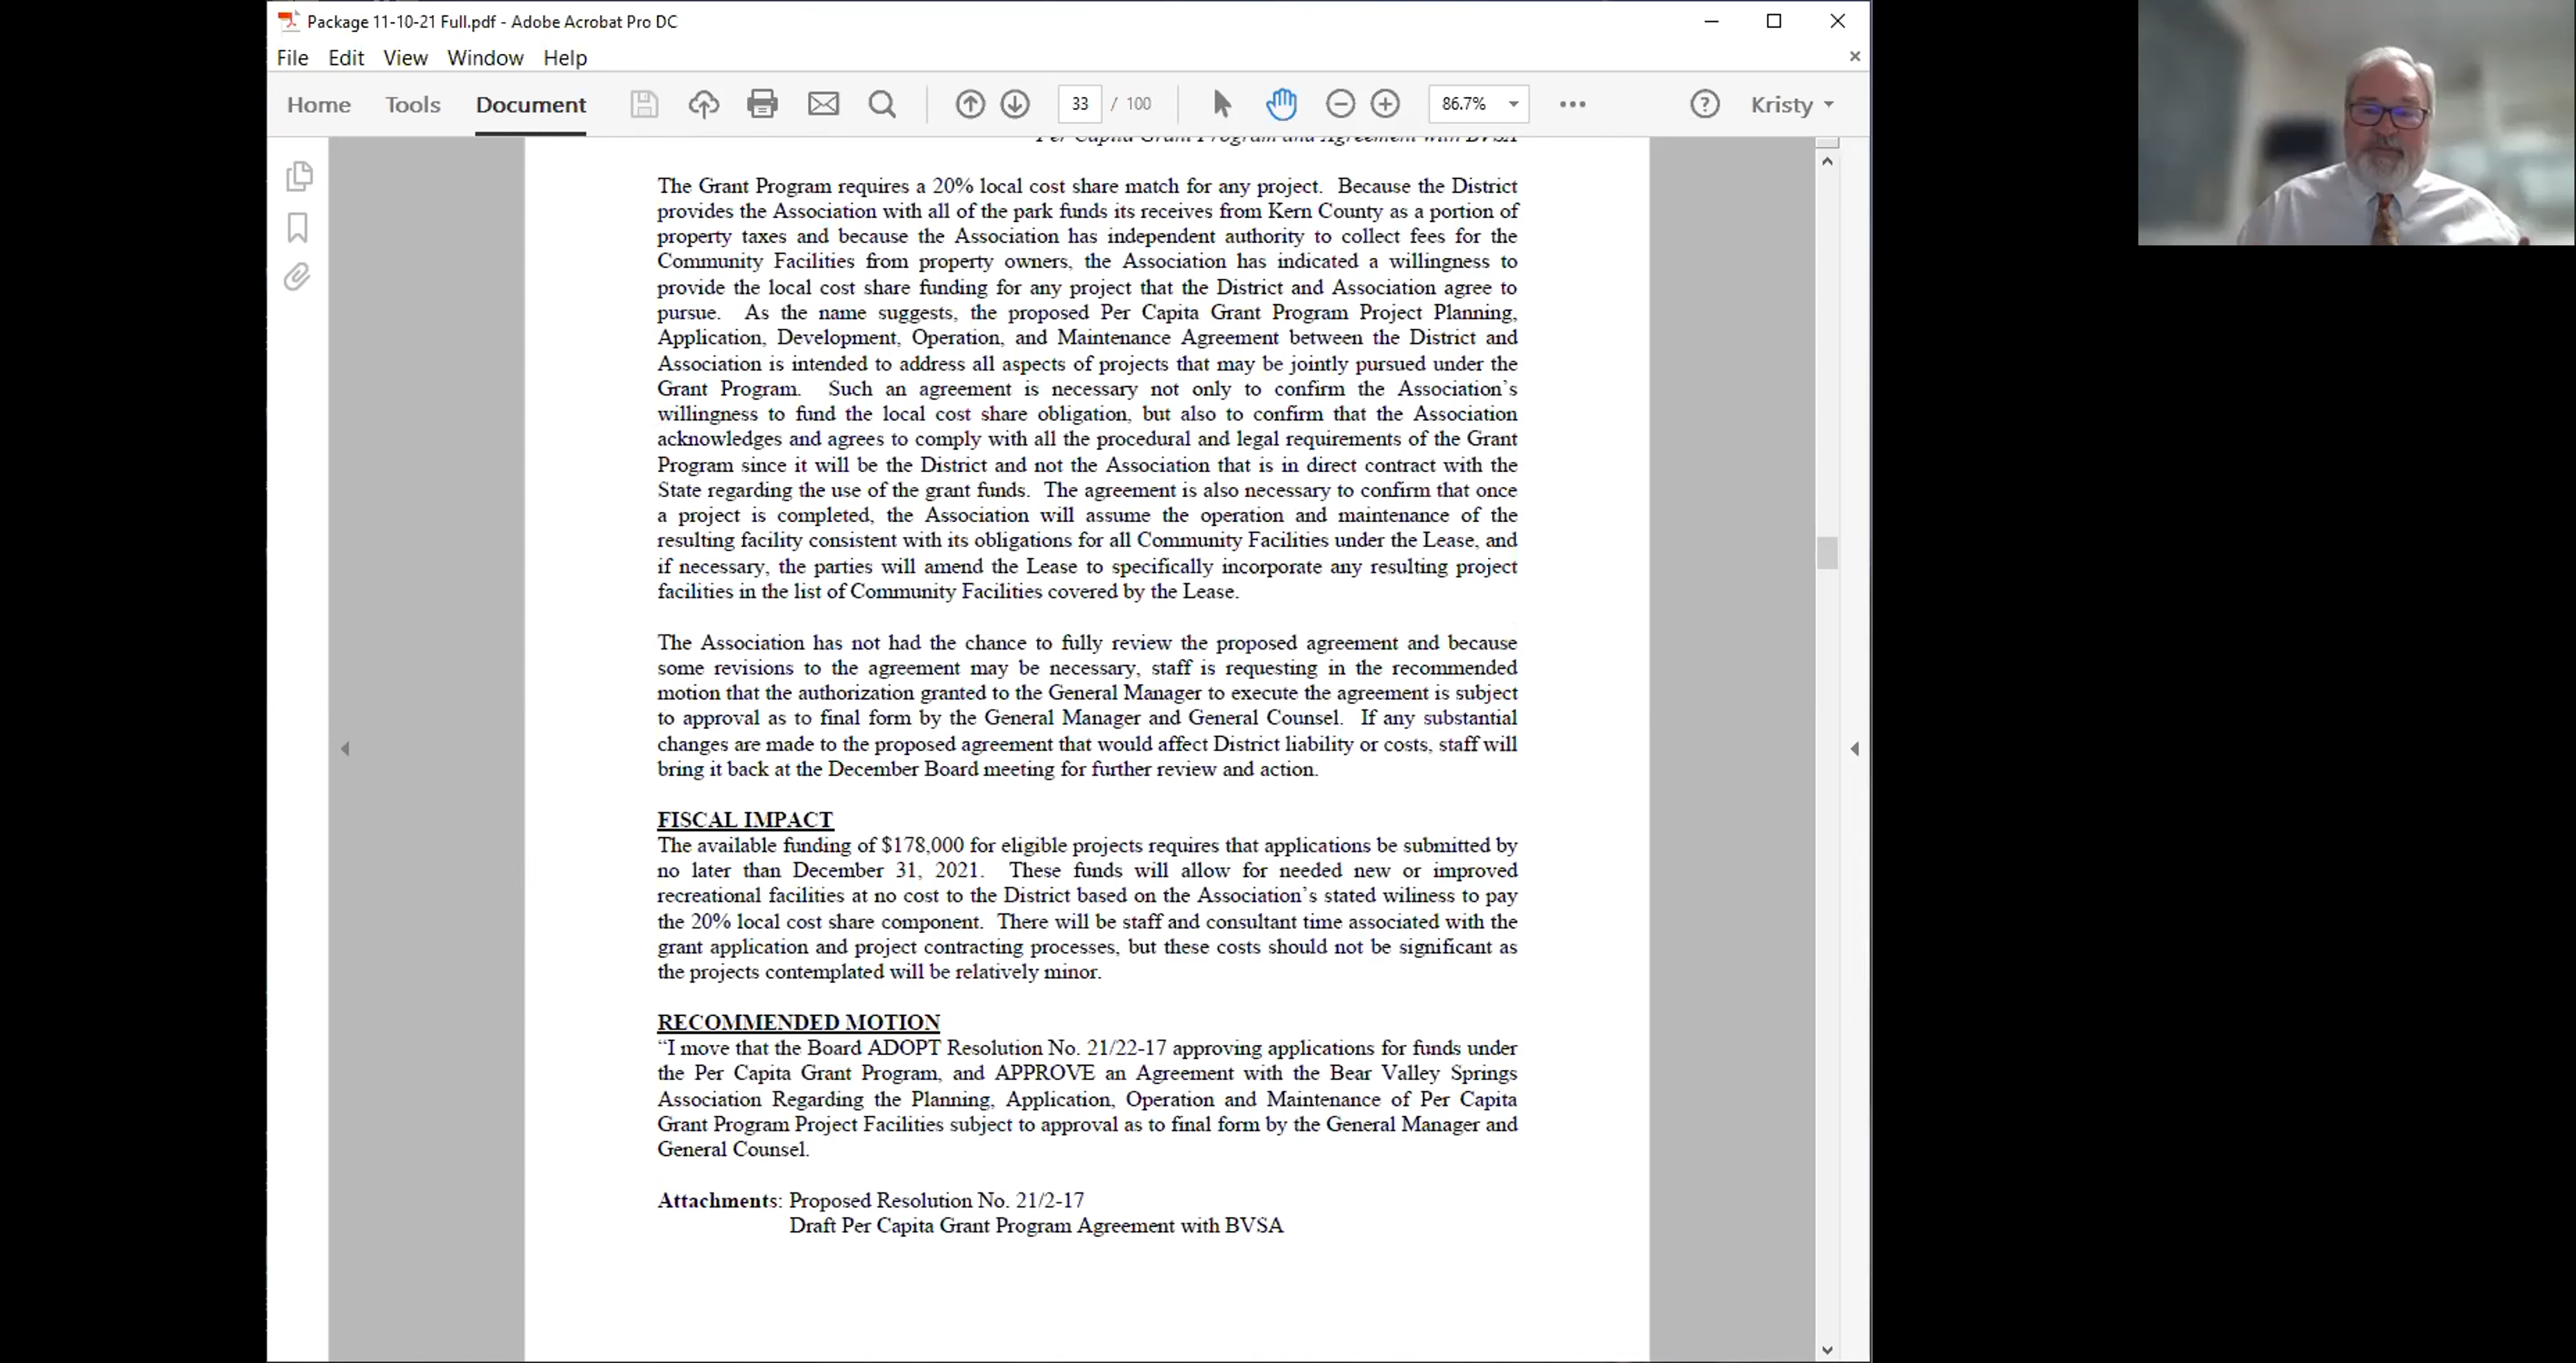 Package 11-10-21 Full.pdf - Adobe Acrobat Pro DC
File Edit View Window Help
Home Tools Document 33 / 100 86.7% Kristy
Per Capita Grant Program and Agreement with BVSA
The Grant Program requires a 20% local cost share match for any project. Because the District
provides the Association with all of the park funds its receives from Kern County as a portion of
property taxes and because the Association has independent authority to collect fees for the
Community Facilities from property owners, the Association has indicated a willingness to
provide the local cost share funding for any project that the District and Association agree to
pursue. As the name suggests, the proposed Per Capita Grant Program Project Planning,
Application, Development, Operation, and Maintenance Agreement between the District and
Association is intended to address all aspects of projects that may be jointly pursued under the
Grant Program. Such an agreement is necessary not only to confirm the Association's
willingness to fund the local cost share obligation, but also to confirm that the Association
acknowledges and agrees to comply with all the procedural and legal requirements of the Grant
Program since it will be the District and not the Association that is in direct contract with the
State regarding the use of the grant funds. The agreement is also necessary to confirm that once
a project is completed, the Association will assume the operation and maintenance of the
resulting facility consistent with its obligations for all Community Facilities under the Lease, and
if necessary, the parties will amend the Lease to specifically incorporate any resulting project
facilities in the list of Community Facilities covered by the Lease.
The Association has not had the chance to fully review the proposed agreement and because
some revisions to the agreement may be necessary, staff is requesting in the recommended
motion that the authorization granted to the General Manager to execute the agreement is subject
to approval as to final form by the General Manager and General Counsel. If any substantial
changes are made to the proposed agreement that would affect District liability or costs, staff will
bring it back at the December Board meeting for further review and action.
FISCAL IMPACT
The available funding of $178,000 for eligible projects requires that applications be submitted by
no later than December 31, 2021. These funds will allow for needed new or improved
recreational facilities at no cost to the District based on the Association's stated wiliness to pay
the 20% local cost share component. There will be staff and consultant time associated with the
grant application and project contracting processes, but these costs should not be significant as
the projects contemplated will be relatively minor.
RECOMMENDED MOTION
“I move that the Board ADOPT Resolution No. 21/22-17 approving applications for funds under
the Per Capita Grant Program, and APPROVE an Agreement with the Bear Valley Springs
Association Regarding the Planning, Application, Operation and Maintenance of Per Capita
Grant Program Project Facilities subject to approval as to final form by the General Manager and
General Counsel.
Attachments: Proposed Resolution No. 21/2-17
Draft Per Capita Grant Program Agreement with BVSA